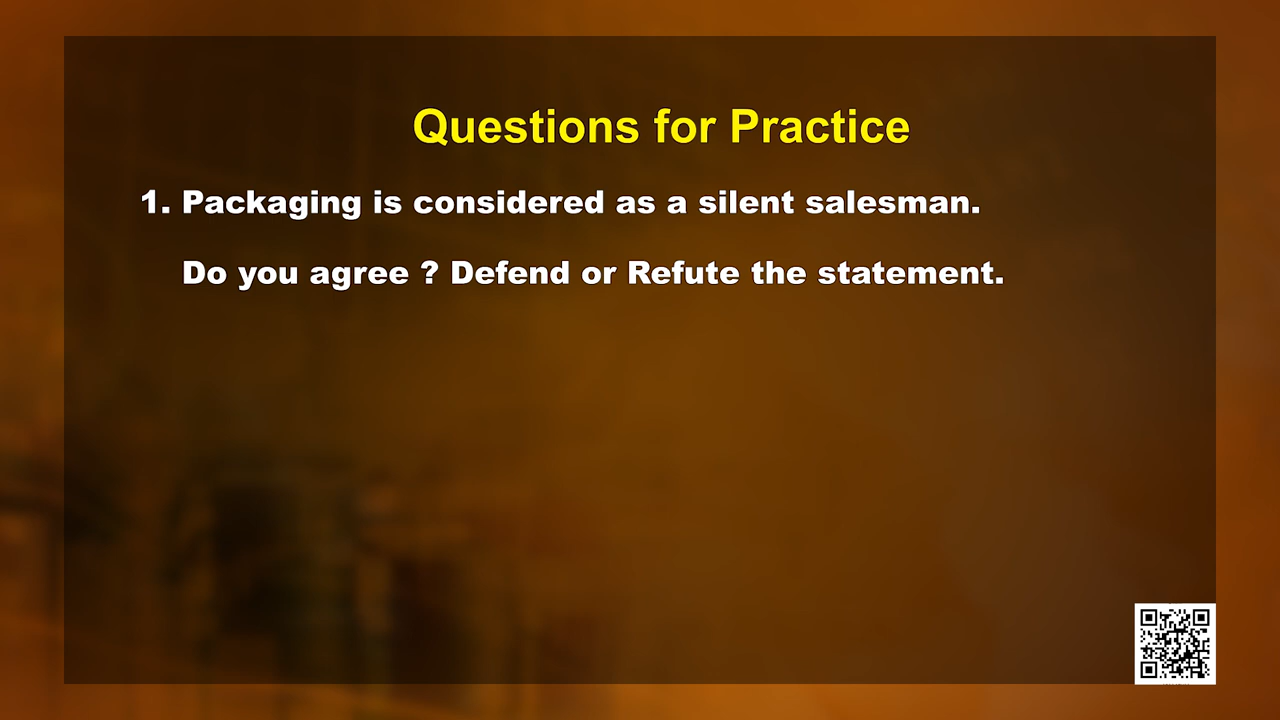 Questions for Practice
1. Packaging is considered as a silent salesman.
Do you agree ? Defend or Refute the statement.